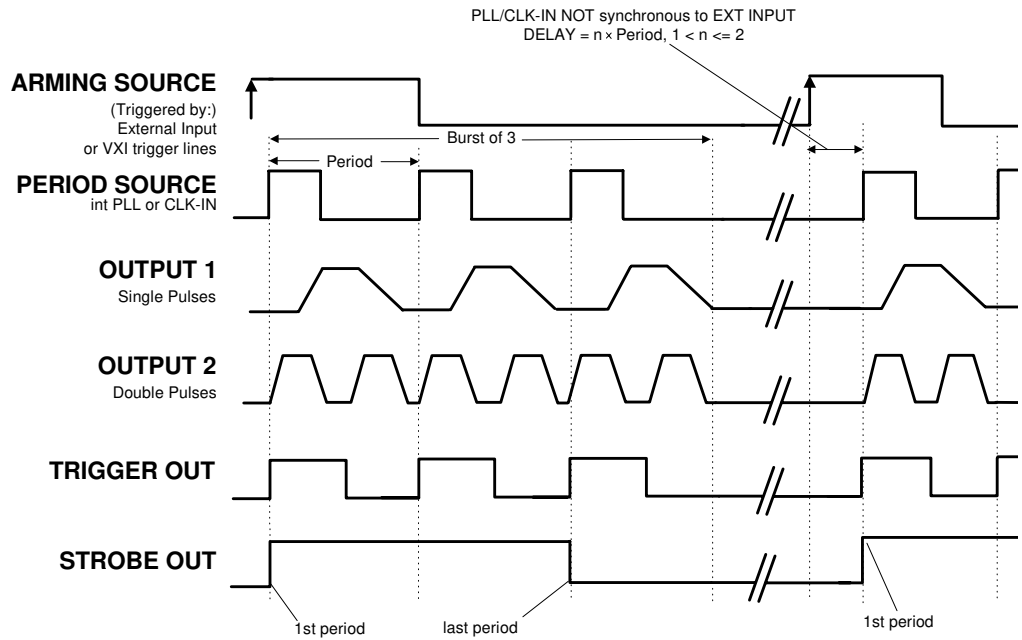 PLL/CLK-IN NOT synchronous to EXT INPUT
DELAY = n × Period, 1 < n <= 2
ARMING SOURCE
(Triggered by:)
External Input
or VXI trigger lines
Burst of 3
Period
PERIOD SOURCE
int PLL or CLK-IN
OUTPUT 1
Single Pulses
OUTPUT 2
Double Pulses
TRIGGER OUT
STROBE OUT
1st period
last period
1st period